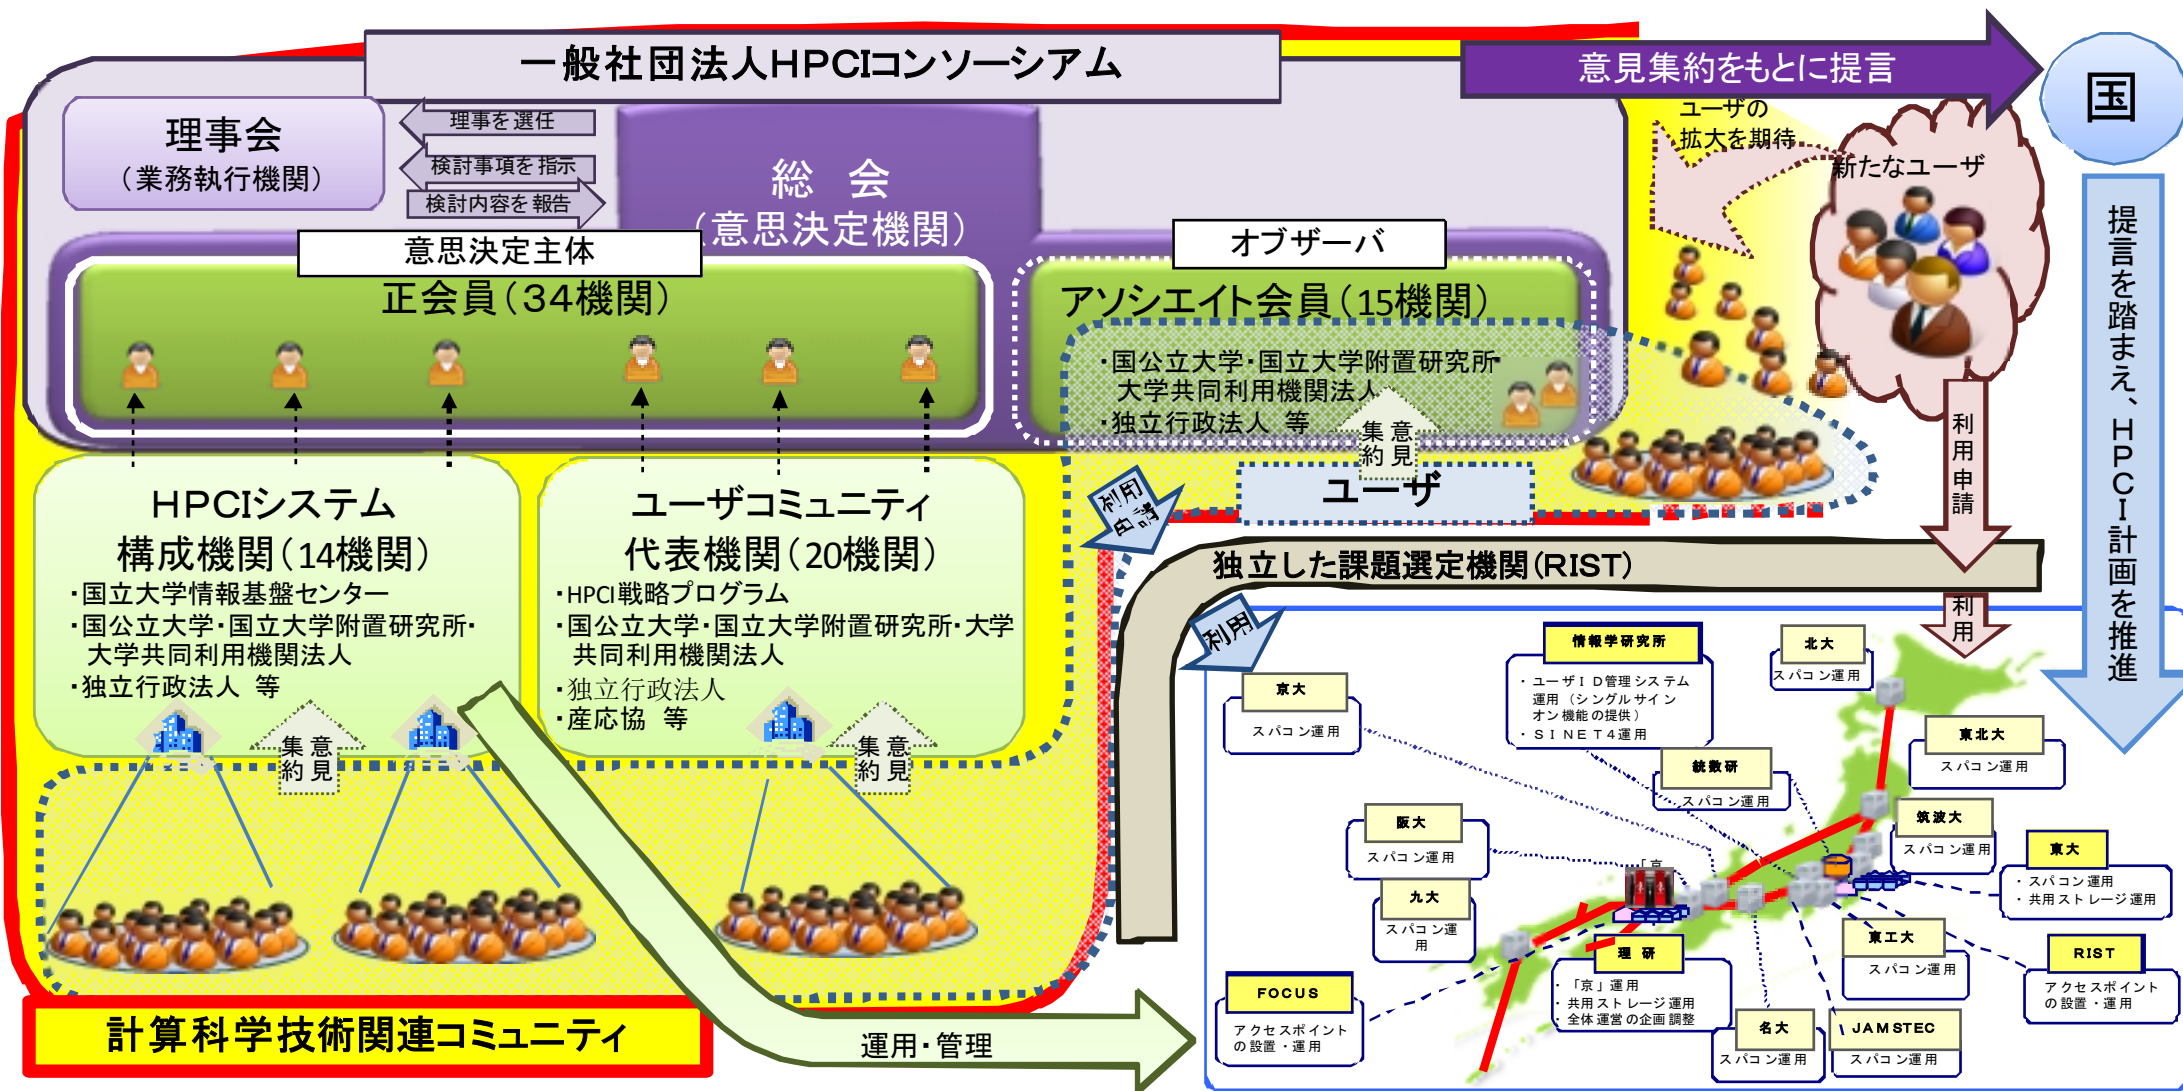 一般社団法人HPCIコンソーシアム
意見集約をもとに提言
国
理事会
（業務執行機関）
理事を選任
検討事項を指示
検討内容を報告
総　会
（意思決定機関）
ユーザの
拡大を期待
新たなユーザ
意思決定主体
正会員（34機関）
オブザーバ
アソシエイト会員（15機関）
・国公立大学・国立大学附置研究所・
大学共同利用機関法人
・独立行政法人　等
意見
集約
ユーザ
利用
申請
利用申請
提言を踏まえ、HPCI計画を推進
HPCIシステム
構成機関（14機関）
・国立大学情報基盤センター
・国公立大学・国立大学附置研究所・
大学共同利用機関法人
・独立行政法人　等
意見
集約
ユーザコミュニティ
代表機関（20機関）
・HPCI戦略プログラム
・国公立大学・国立大学附置研究所・大学
共同利用機関法人
・独立行政法人
・産応協　等
意見
集約
独立した課題選定機関（RIST）
利用
利用
計算科学技術関連コミュニティ
運用・管理
京大
スパコン運用
情報学研究所
・ユーザＩＤ管理システム
運用（シングルサイン
オン機能の提供）
・ＳＩＮＥＴ４運用
北大
スパコン運用
東北大
スパコン運用
統数研
スパコン運用
筑波大
スパコン運用
阪大
スパコン運用
東大
・スパコン運用
・共用ストレージ運用
九大
スパコン運
用
「京
理 研
・「京」運用
・共用ストレージ運用
・全体運営の企画調整
東工大
スパコン運用
RIST
アクセスポイント
の設置・運用
FOCUS
アクセスポイント
の設置・運用
名大
スパコン運用
JAMSTEC
スパコン運用